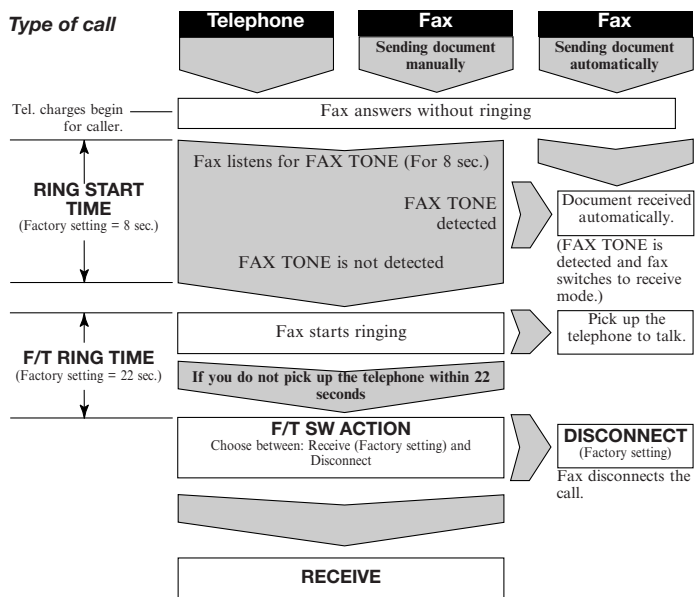 Type of call
Telephone
Fax
Fax
Sending document
manually
Sending document
automatically
Tel. charges begin
for caller.
Fax answers without ringing
RING START
TIME
(Factory setting = 8 sec.)
Fax listens for FAX TONE (For 8 sec.)
FAX TONE
detected
FAX TONE is not detected
Document received
automatically.
(FAX TONE is
detected and fax
switches to receive
mode.)
F/T RING TIME
(Factory setting = 22 sec.)
Fax starts ringing
Pick up the
telephone to talk.
If you do not pick up the telephone within 22
seconds
F/T SW ACTION
Choose between: Receive (Factory setting) and
Disconnect
DISCONNECT
(Factory setting)
Fax disconnects the
call.
RECEIVE